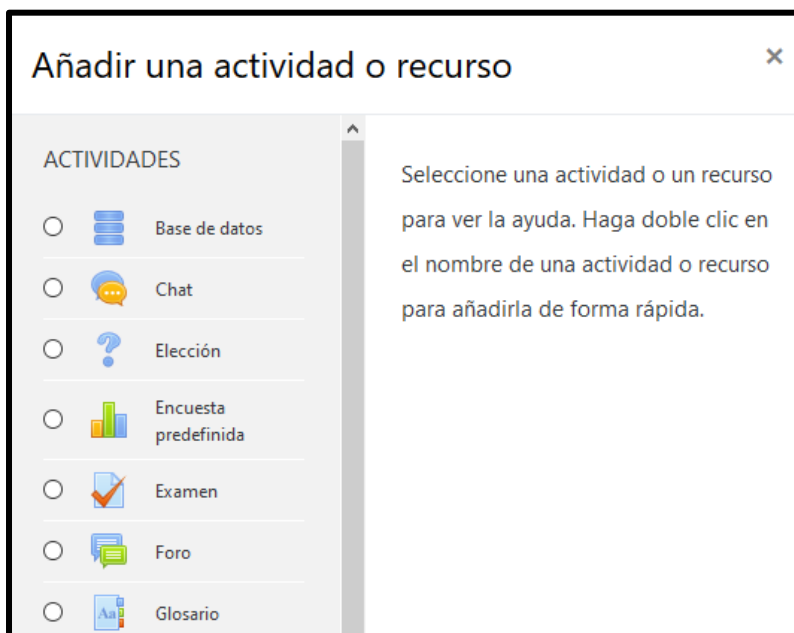 Añadir una actividad o recurso
×
ACTIVIDADES
Base de datos
Chat
Elección
Encuesta
predefinida
Examen
Foro
Aa
Glosario
Seleccione una actividad o un recurso
para ver la ayuda. Haga doble clic en
el nombre de una actividad o recurso
para añadirla de forma rápida.